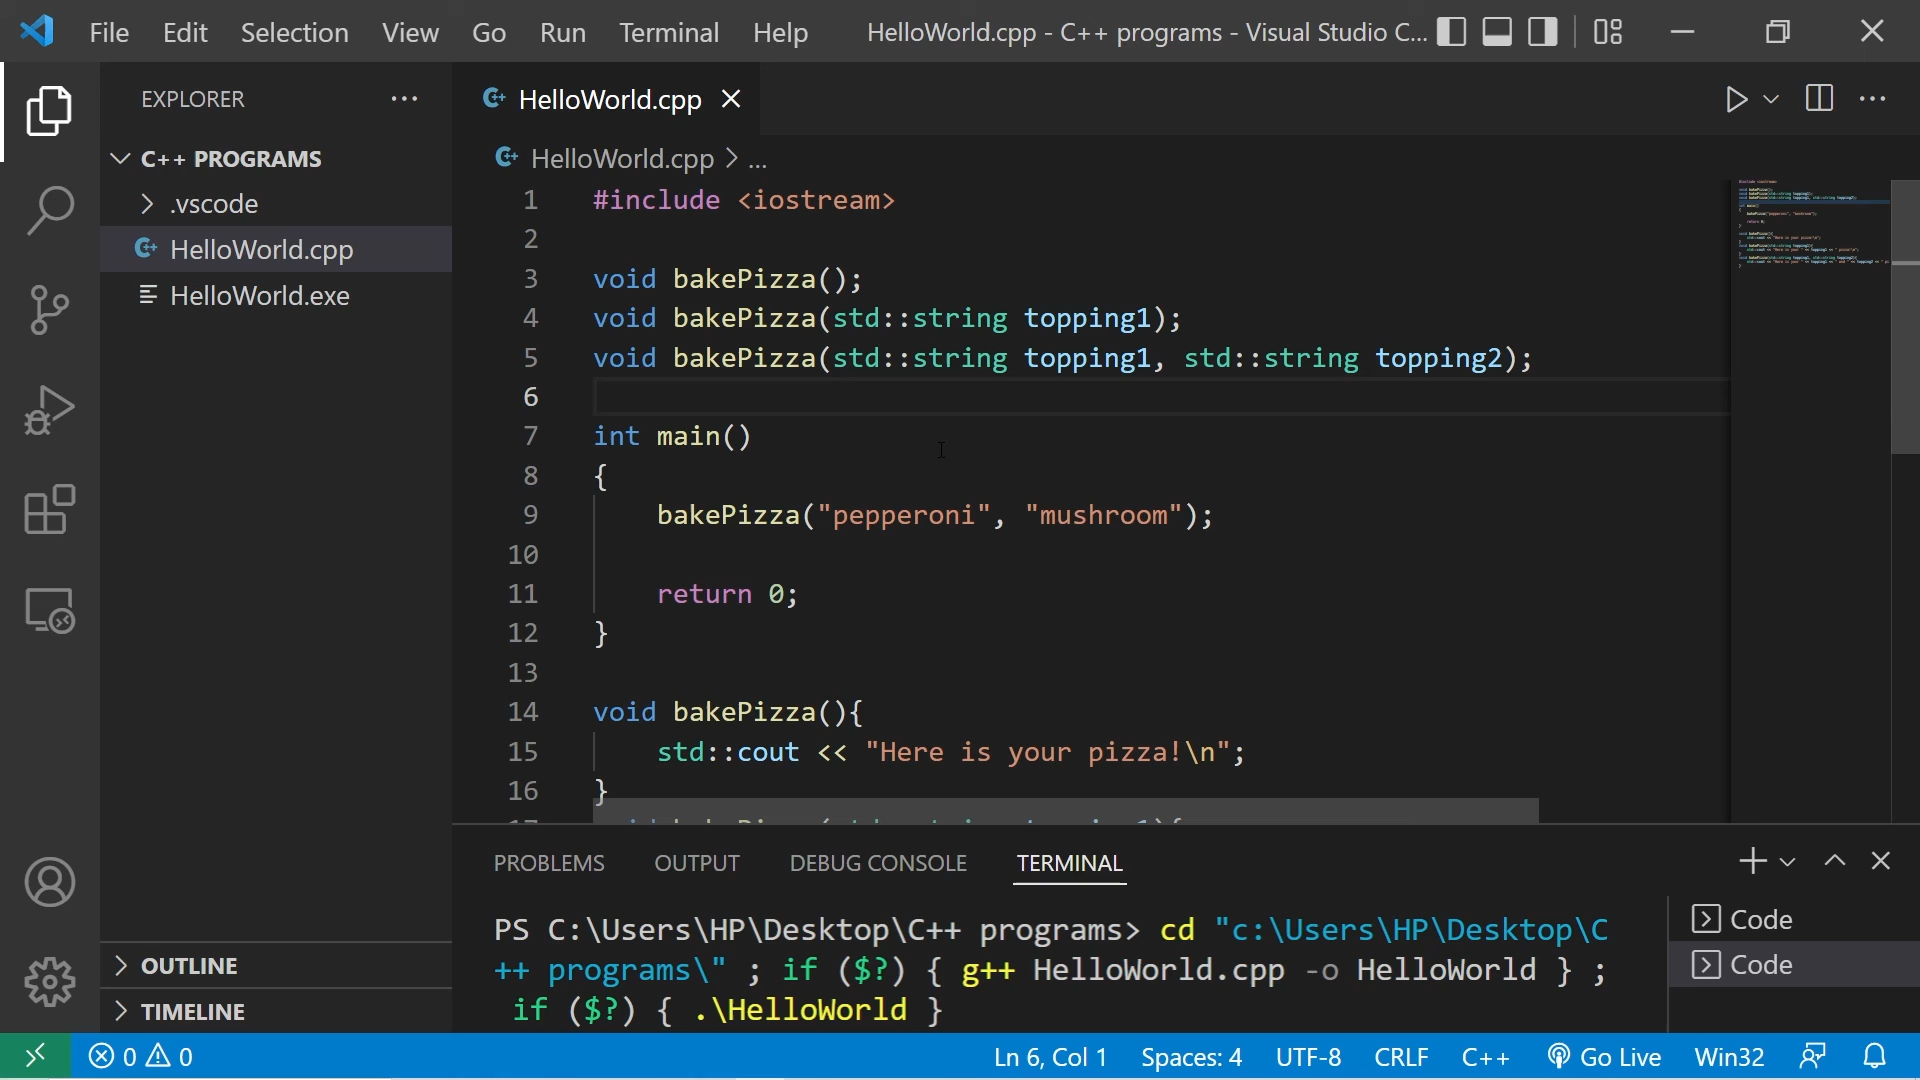 File Edit Selection View Go Run Terminal Help HelloWorld.cpp - C++ programs - Visual Studio C...
EXPLORER
C++ PROGRAMS
.vscode
HelloWorld.cpp
HelloWorld.exe
OUTLINE
TIMELINE
HelloWorld.cpp
HelloWorld.cpp > ...
1 #include <iostream>
2
3 void bakePizza();
4 void bakePizza(std::string topping1);
5 void bakePizza(std::string topping1, std::string topping2);
6
7 int main()
8 {
9 bakePizza("pepperoni", "mushroom");
10
11 return 0;
12 }
13
14 void bakePizza(){
15 std::cout << "Here is your pizza!\n";
16 }
PROBLEMS OUTPUT DEBUG CONSOLE TERMINAL
PS C:\Users\HP\Desktop\C++ programs> cd "c:\Users\HP\Desktop\C
++ programs\" ; if ($?) { g++ HelloWorld.cpp -o HelloWorld } ;
if ($?) { .\HelloWorld }
Code
Code
0 0 Ln 6, Col 1 Spaces: 4 UTF-8 CRLF C++ Go Live Win32